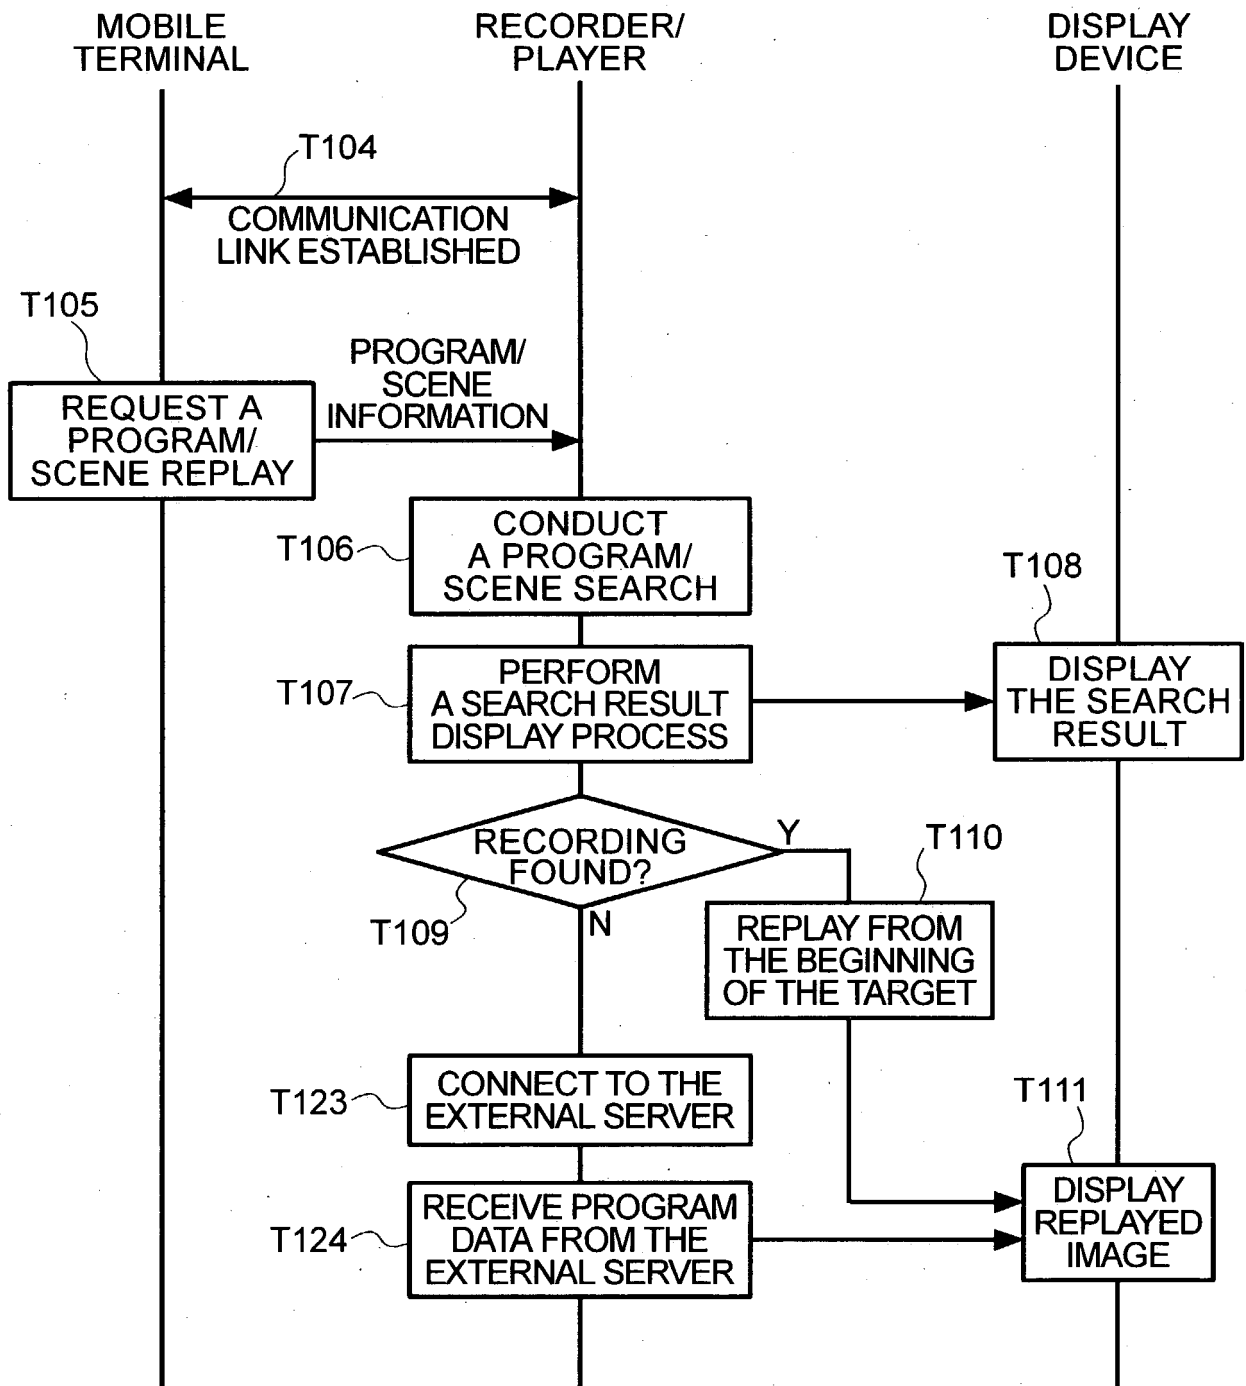 MOBILE
TERMINAL
RECORDER/
PLAYER
DISPLAY
DEVICE
T104
COMMUNICATION
LINK ESTABLISHED
T105
REQUEST A
PROGRAM/
SCENE REPLAY
PROGRAM/
SCENE
INFORMATION
T106
CONDUCT
A PROGRAM/
SCENE SEARCH
T107
PERFORM
A SEARCH RESULT
DISPLAY PROCESS
T108
DISPLAY
THE SEARCH
RESULT
RECORDING
FOUND?
T109
Y
N
T110
REPLAY FROM
THE BEGINNING
OF THE TARGET
T123
CONNECT TO THE
EXTERNAL SERVER
T124
RECEIVE PROGRAM
DATA FROM THE
EXTERNAL SERVER
T111
DISPLAY
REPLAYED
IMAGE